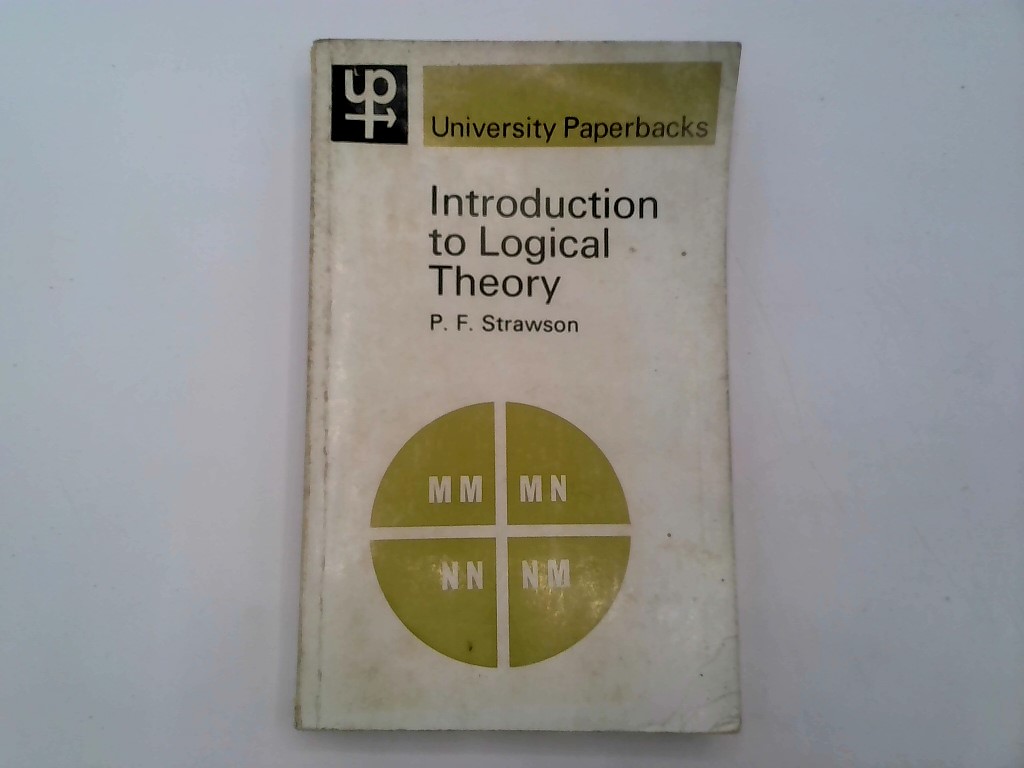 up
University Paperbacks
Introduction
to Logical
Theory
P. F. Strawson
MM MN
NN NM